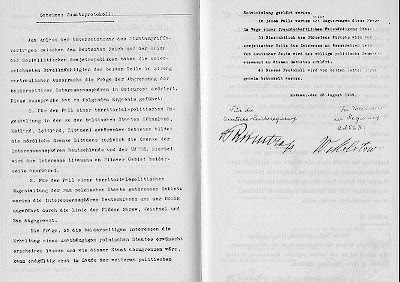 Geheimes Zusatzprotokoll.
Aus Anlass der Unterzeichnung des Nichtangriffs-
vertrages zwischen dem Deutschen Reich und der Union
der Sozialistischen Sowjetrepubliken haben die unter-
zeichneten Bevollmächtigten der beiden Teile in streng
vertraulicher Aussprache die Frage der Abgrenzung der
beiderseitigen Interessensphären in Osteuropa erörtert.
Diese Aussprache hat zu folgendem Ergebnis geführt:
1. Für den Fall einer territorial-politischen Um-
gestaltung in den zu den baltischen Staaten (Finnland,
Estland, Lettland, Litauen) gehörenden Gebieten bildet
die nördliche Grenze Litauens zugleich die Grenze der
Interessensphären Deutschlands und der UdSSR. Hierbei
wird das Interesse Litauens am Wilnaer Gebiet beider-
seits anerkannt.
2. Für den Fall einer territorial-politischen
Umgestaltung der zum polnischen Staate gehörenden Gebiete
werden die Interessensphären Deutschlands und der UdSSR
ungefähr durch die Linie der Flüsse Narew, Weichsel und
San abgegrenzt.
Die Frage, ob die beiderseitigen Interessen die
Erhaltung eines unabhängigen polnischen Staates erwünscht
erscheinen lassen und wie dieser Staat abzugrenzen wäre,
kann endgültig erst im Laufe der weiteren politischen
Entwickelung geklärt werden.
In jedem Falle werden beide Regierungen diese Frage
im Wege einer freundschaftlichen Verständigung lösen.
3) Hinsichtlich des Südostens Europas wird von
sowjetischer Seite das Interesse an Bessarabien betont.
Von deutscher Seite wird das völlige politische Desinte-
ressement an diesen Gebieten erklärt.
4) Dieses Protokoll wird von beiden Seiten streng
geheim behandelt werden.
Moskau, den 23. August 1939.
Für die
Deutsche Reichsregierung